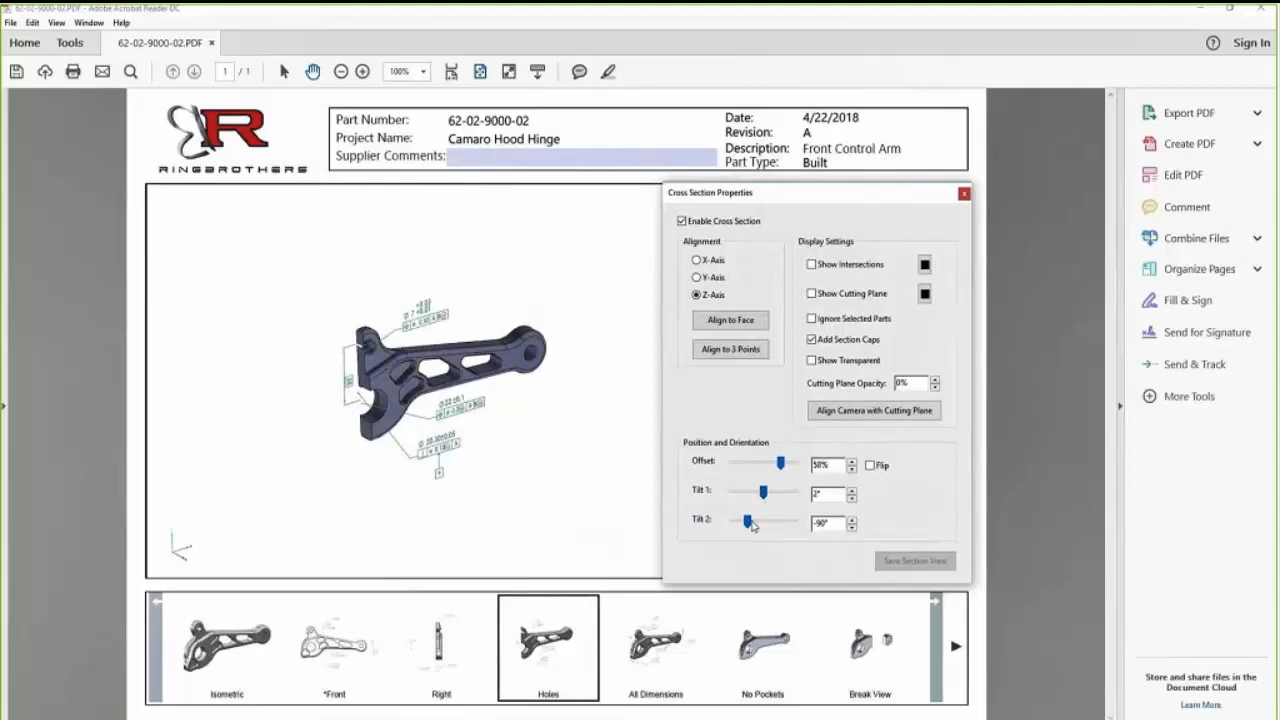 62-02-9000-02.PDF - Adobe Acrobat Reader DC
File Edit View Window Help
Home Tools 62-02-9000-02.PDF × Sign In
1 / 1 100%
RINGBROTHERS
Part Number: 62-02-9000-02
Project Name: Camaro Hood Hinge
Supplier Comments:
Date: 4/22/2018
Revision: A
Description: Front Control Arm
Part Type: Built
Cross Section Properties
Enable Cross Section
Alignment
X-Axis
Y-Axis
Z-Axis
Align to Face
Align to 3 Points
Display Settings
Show Intersections
Show Cutting Plane
Ignore Selected Parts
Add Section Caps
Show Transparent
Cutting Plane Opacity: 0%
Align Camera with Cutting Plane
Position and Orientation
Offset: 58% Flip
Tilt 1: 2°
Tilt 2: -90°
Save Section View
Isometric
*Front
Right
Holes
All Dimensions
No Pockets
Break View
Export PDF
Create PDF
Edit PDF
Comment
Combine Files
Organize Pages
Fill & Sign
Send for Signature
Send & Track
More Tools
Store and share files in the
Document Cloud
Learn More